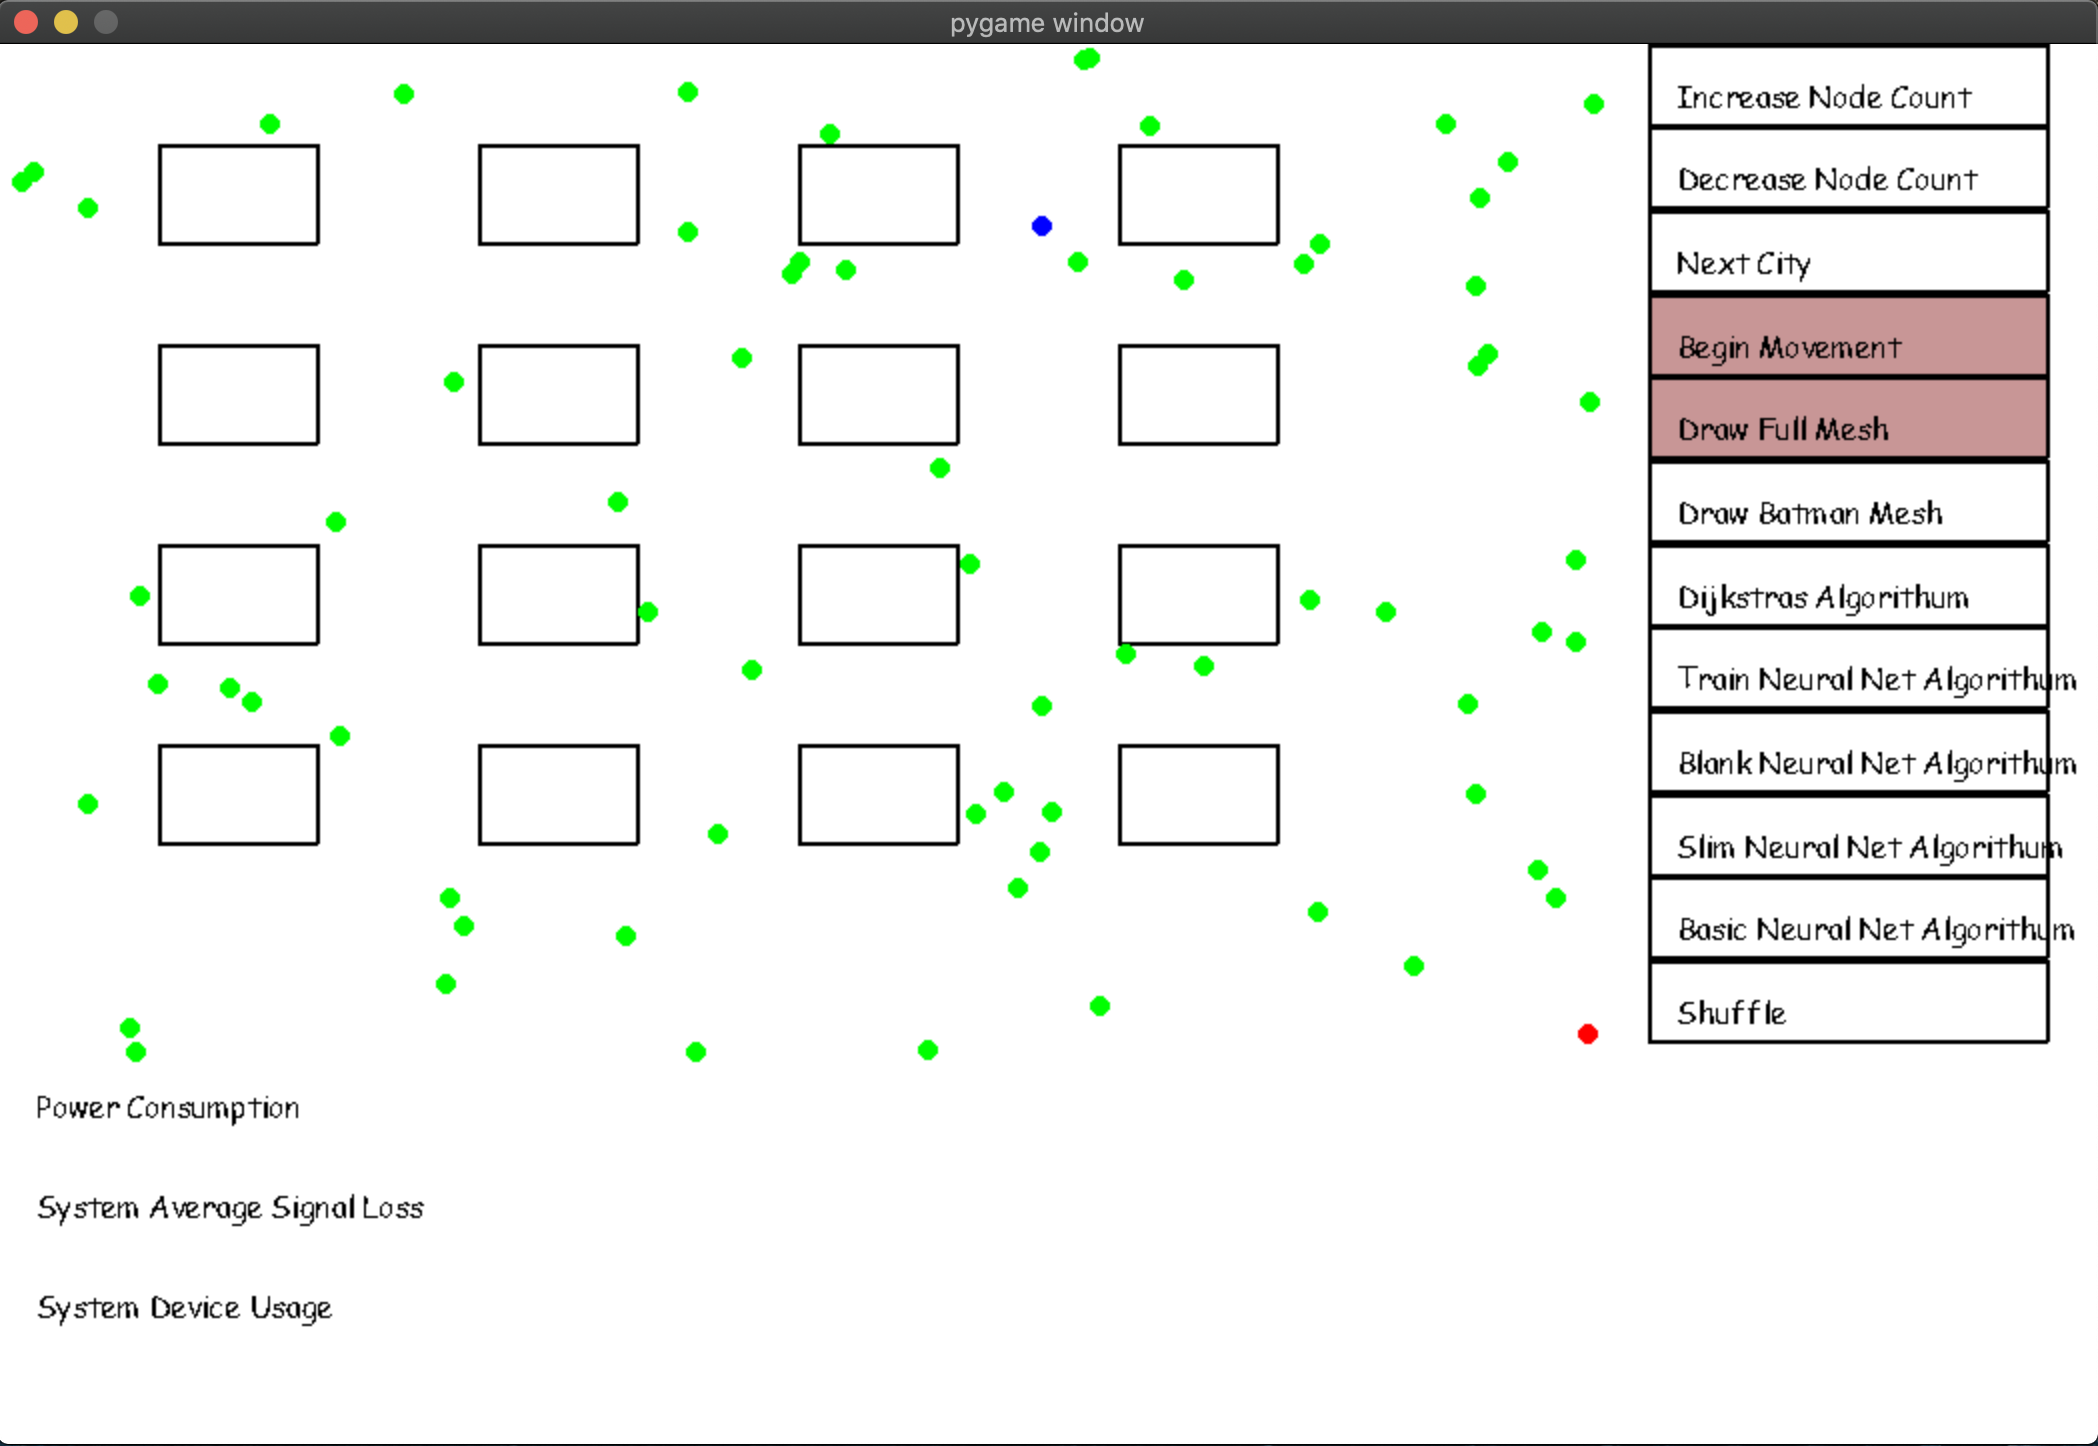 pygame window
Increase Node Count
Decrease Node Count
Next City
Begin Movement
Draw Full Mesh
Draw Batman Mesh
Dijkstras Algorithum
Train Neural Net Algorithum
Blank Neural Net Algorithum
Slim Neural Net Algorithum
Basic Neural Net Algorithum
Shuffle
Power Consumption
System Average Signal Loss
System Device Usage